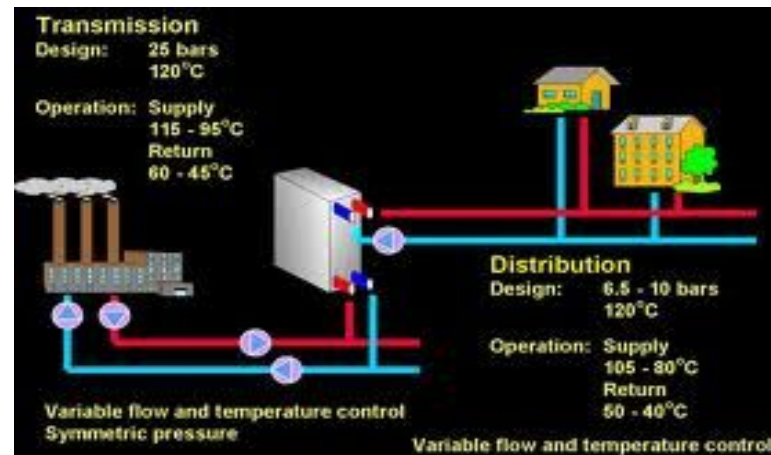 Transmission
Design: 25 bars
120°C
Operation: Supply
115 - 95°C
Return
60 - 45°C
Distribution
Design: 6.5 - 10 bars
120°C
Operation: Supply
105 - 80°C
Return
50 - 40°C
Variable flow and temperature control
Symmetric pressure
Variable flow and temperature control